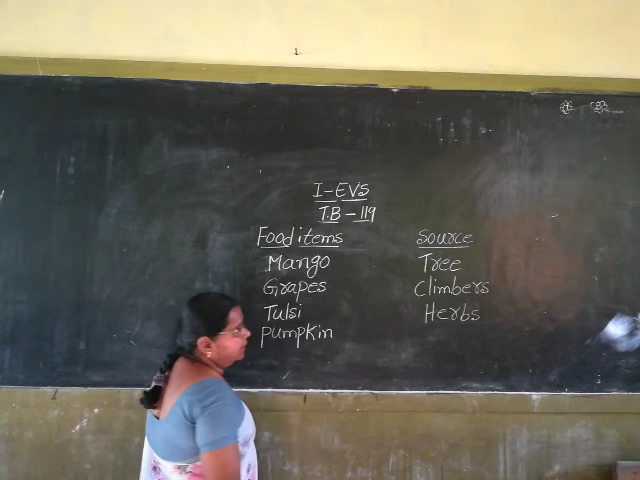 I-EVS
T.B-119
Food items Source
Mango Tree
Grapes Climbers
Tulsi Herbs
pumpkin